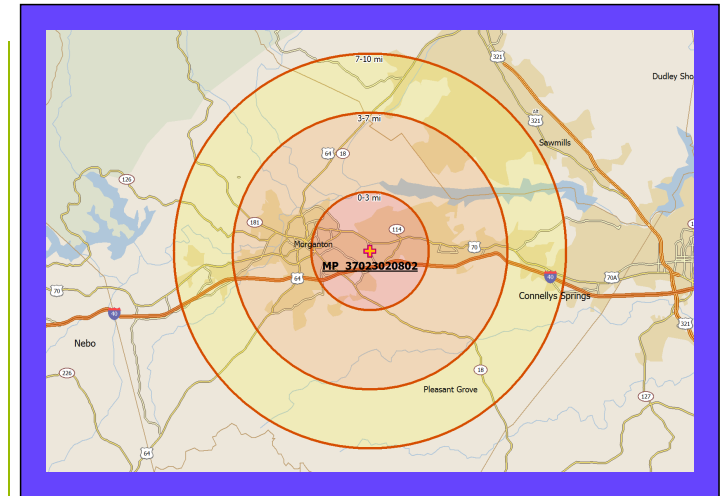 7-10 mi
321
Dudley Sho
3-7 mi
321
Sawmills
64
18
126
0-3 mi
181
114
Morganton
70
MP_37023020802
64
40
70A
70
Connellys Springs
40
321
Nebo
226
18
Pleasant Grove
127
64